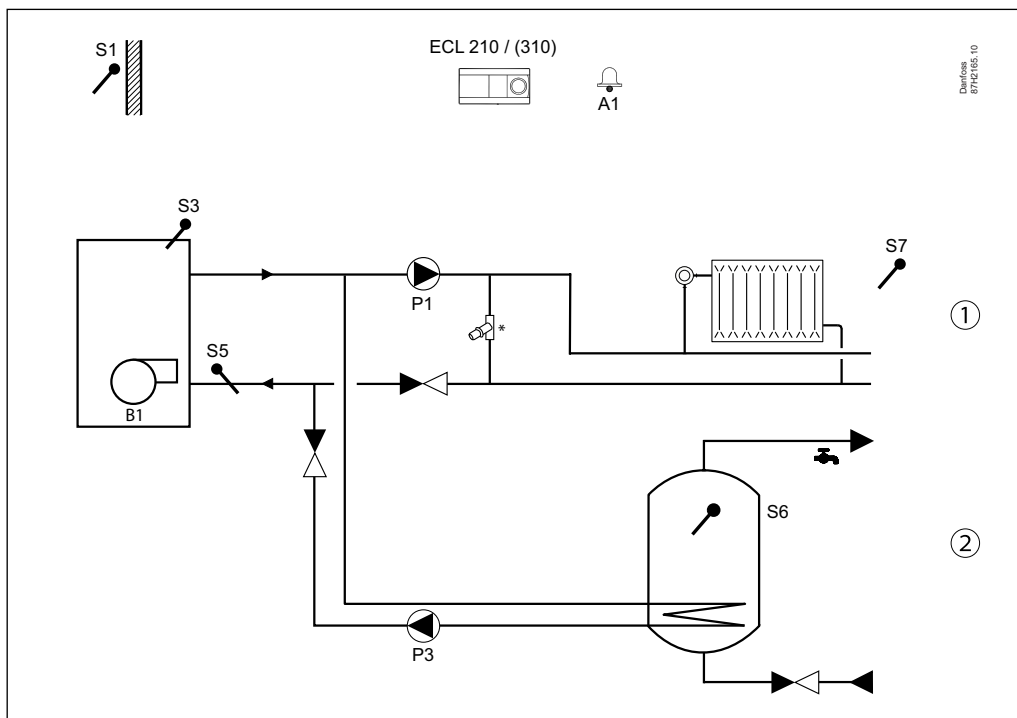 S1
ECL 210 / (310)
A1
Danfoss
87H2165.10
S3
S7
P1
*
1
S5
B1
S6
2
P3